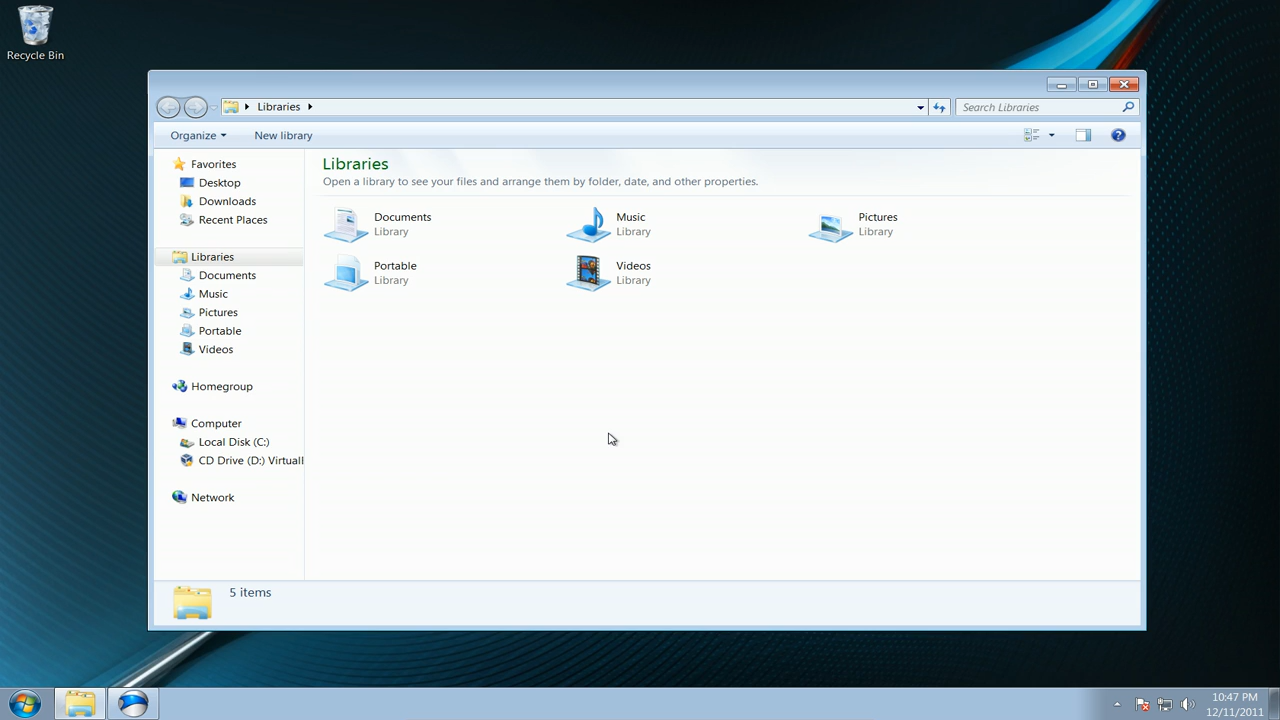 Recycle Bin
Libraries
Search Libraries
Organize
New library
Favorites
Desktop
Downloads
Recent Places
Libraries
Documents
Music
Pictures
Portable
Videos
Homegroup
Computer
Local Disk (C:)
CD Drive (D:) Virtuall
Network
Libraries
Open a library to see your files and arrange them by folder, date, and other properties.
Documents
Library
Music
Library
Pictures
Library
Portable
Library
Videos
Library
5 items
10:47 PM
12/11/2011